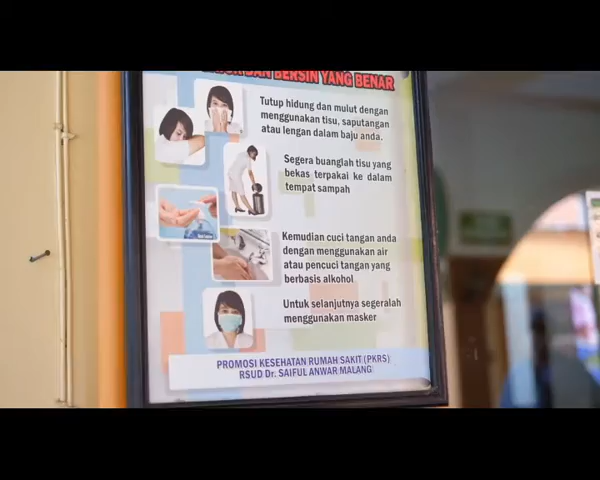 DAN BERSIN YANG BENAR
Tutup hidung dan mulut dengan
menggunakan tisu, saputangan
atau lengan dalam baju anda.
Segera buanglah tisu yang
bekas terpakai ke dalam
tempat sampah
Kemudian cuci tangan anda
dengan menggunakan air
atau pencuci tangan yang
berbasis alkohol
Untuk selanjutnya segeralah
menggunakan masker
PROMOSI KESEHATAN RUMAH SAKIT (PKRS)
RSUD Dr. SAIFUL ANWAR MALANG